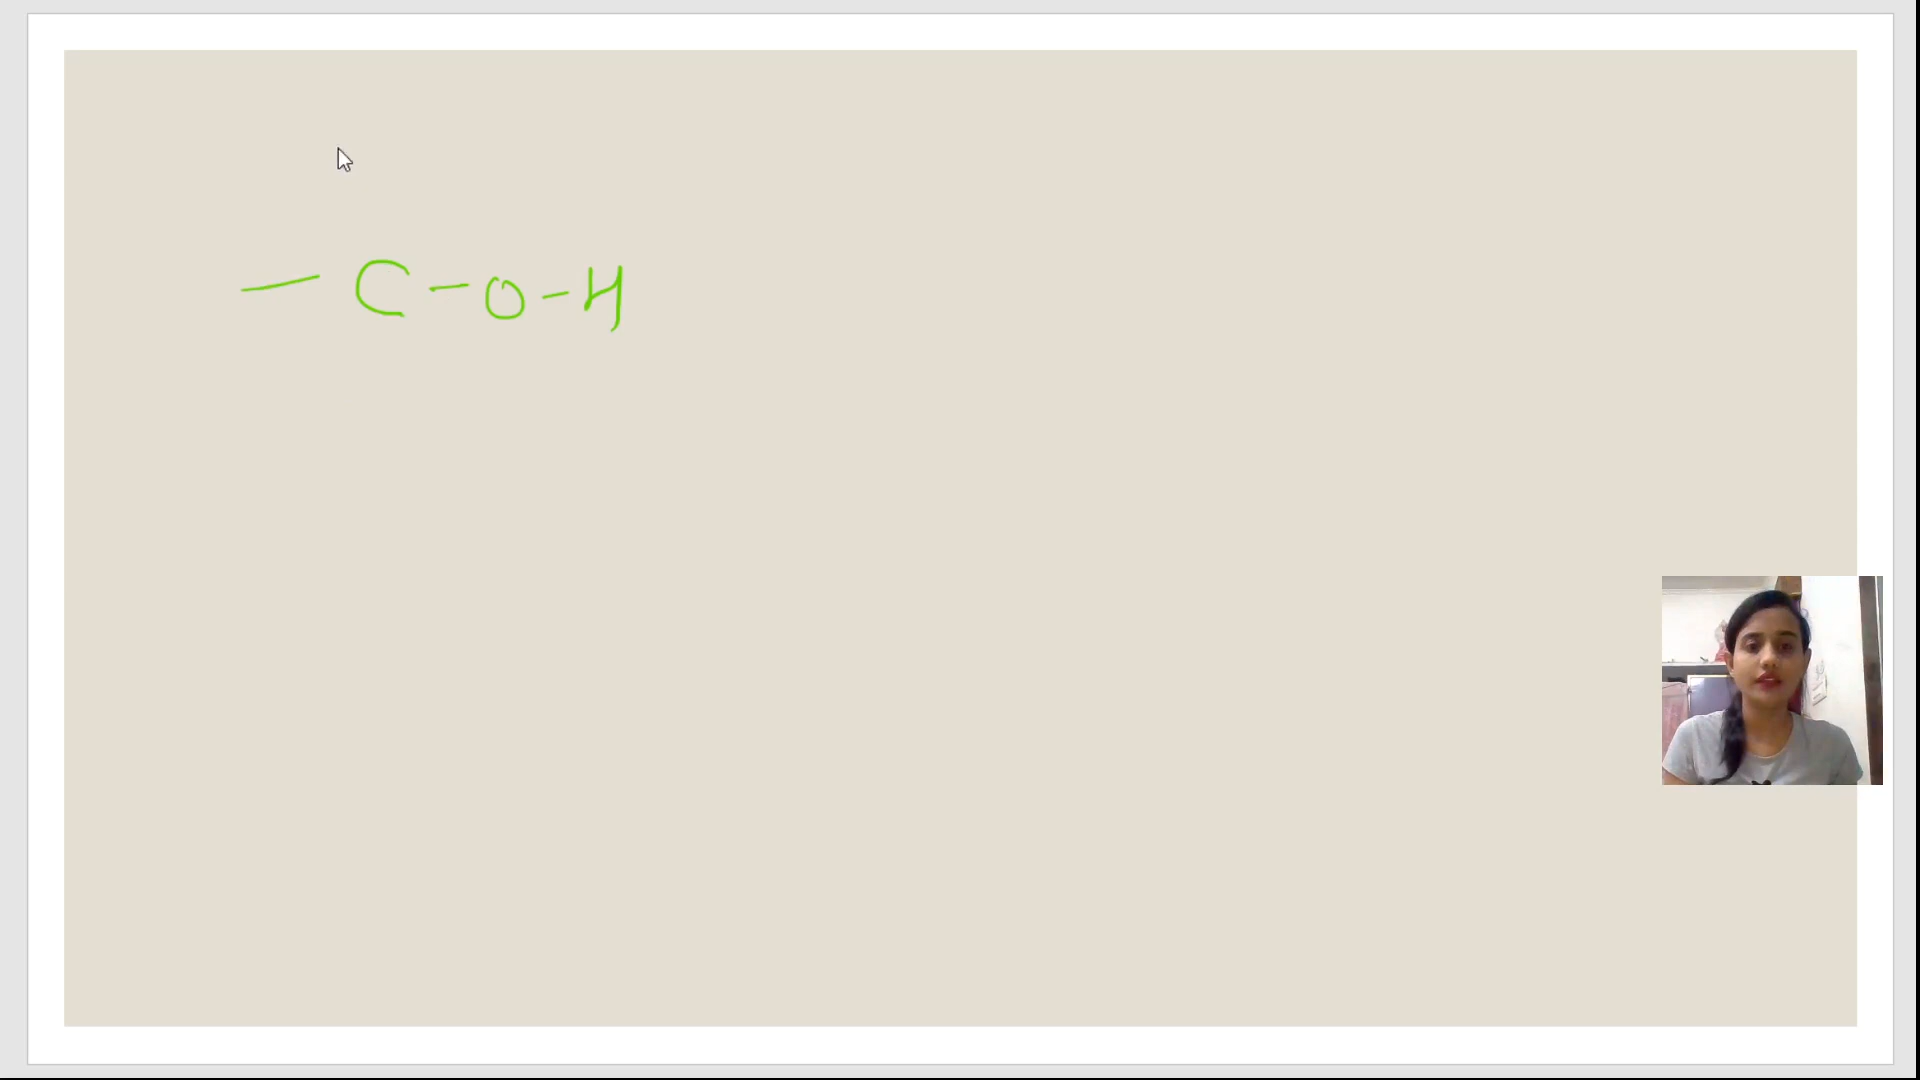 — C - O - H